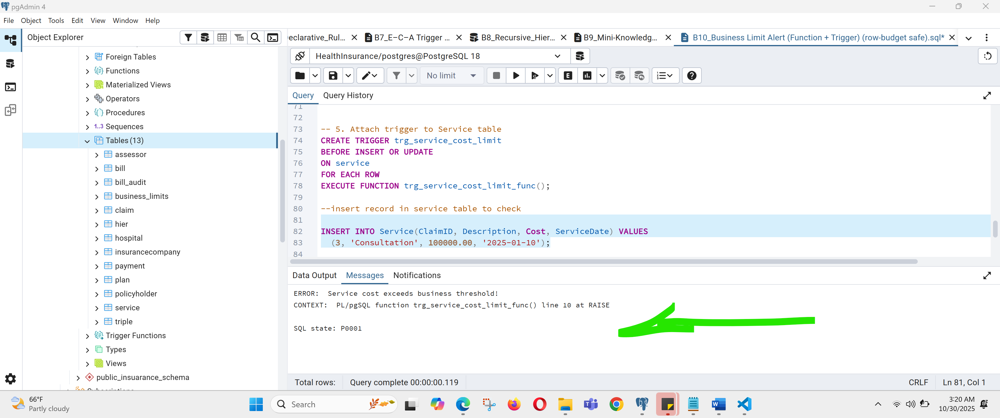 pgAdmin 4
File Object Tools Edit View Window Help
Object Explorer
eclarative_Rul...
B7_E–C–A Trigger ...
B8_Recursive_Hier...
B9_Mini-Knowledg...
B10_Business Limit Alert (Function + Trigger) (row-budget safe).sql*
HealthInsurance/postgres@PostgreSQL 18
No limit
E
Query Query History
Foreign Tables
Functions
Materialized Views
Operators
Procedures
1..3 Sequences
Tables (13)
assessor
bill
bill_audit
business_limits
claim
hier
hospital
insurancecompany
payment
plan
policyholder
service
triple
Trigger Functions
Types
Views
public_insuarance_schema
71
72
73 -- 5. Attach trigger to Service table
74 CREATE TRIGGER trg_service_cost_limit
75 BEFORE INSERT OR UPDATE
76 ON service
77 FOR EACH ROW
78 EXECUTE FUNCTION trg_service_cost_limit_func();
79
80 --insert record in service table to check
81
82 INSERT INTO Service(ClaimID, Description, Cost, ServiceDate) VALUES
83 (3, 'Consultation', 100000.00, '2025-01-10');
84
Data Output Messages Notifications
ERROR: Service cost exceeds business threshold!
CONTEXT: PL/pgSQL function trg_service_cost_limit_func() line 10 at RAISE
SQL state: P0001
Total rows: Query complete 00:00:00.119 CRLF Ln 81, Col 1
66°F
Partly cloudy
Search
3:20 AM
10/30/2025